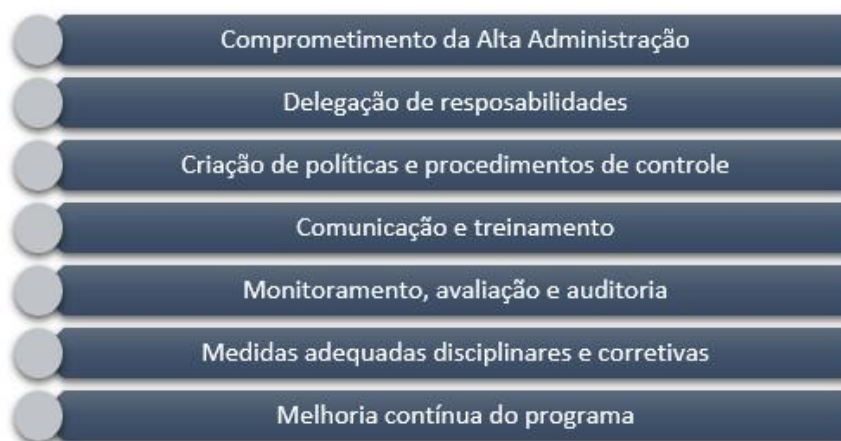 Comprometimento da Alta Administração
Delegação de resposabilidades
Criação de políticas e procedimentos de controle
Comunicação e treinamento
Monitoramento, avaliação e auditoria
Medidas adequadas disciplinares e corretivas
Melhoria contínua do programa